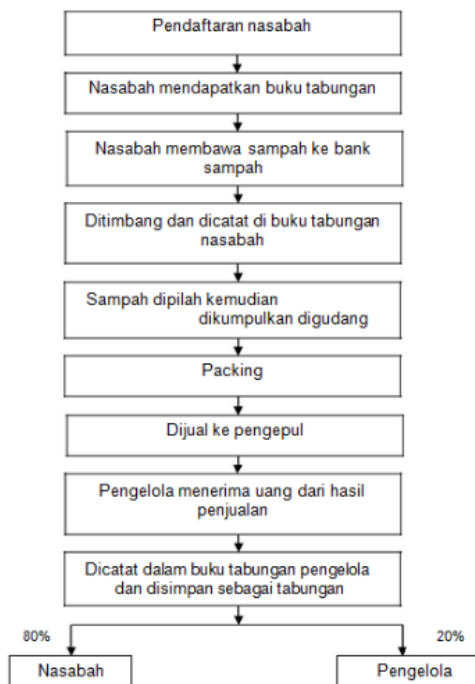 Pendaftaran nasabah
Nasabah mendapatkan buku tabungan
Nasabah membawa sampah ke bank
sampah
Ditimbang dan dicatat di buku tabungan
nasabah
Sampah dipilah kemudian
dikumpulkan digudang
Packing
Dijual ke pengepul
Pengelola menerima uang dari hasil
penjualan
Dicatat dalam buku tabungan pengelola
dan disimpan sebagai tabungan
80%
20%
Nasabah
Pengelola